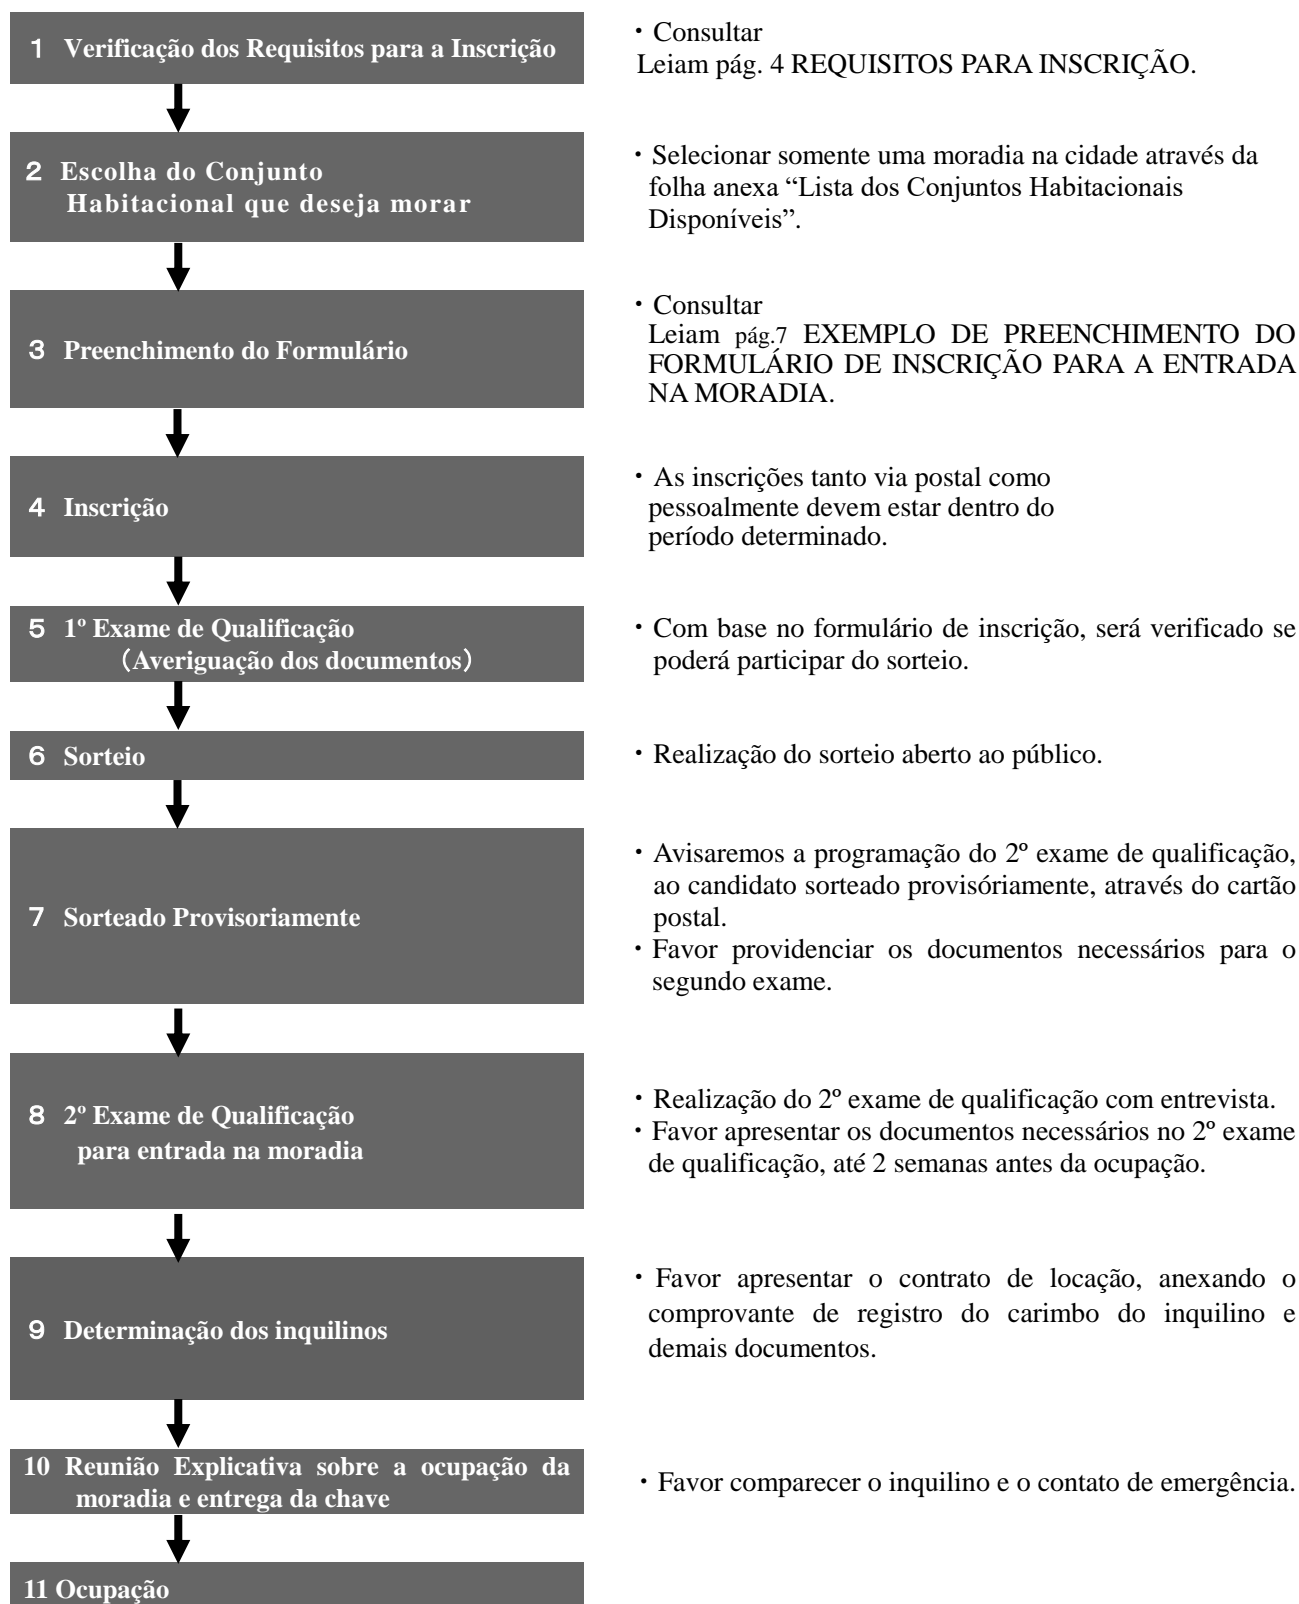 １ Verificação dos Requisitos para a Inscrição
・Consultar
Leiam pág. 4 REQUISITOS PARA INSCRIÇÃO.
２ Escolha do Conjunto
Habitacional que deseja morar
・Selecionar somente uma moradia na cidade através da
folha anexa “Lista dos Conjuntos Habitacionais
Disponíveis”.
３ Preenchimento do Formulário
・Consultar
Leiam pág.7 EXEMPLO DE PREENCHIMENTO DO
FORMULÁRIO DE INSCRIÇÃO PARA A ENTRADA
NA MORADIA.
４ Inscrição
・As inscrições tanto via postal como
pessoalmente devem estar dentro do
período determinado.
５ 1º Exame de Qualificação
（Averiguação dos documentos）
・Com base no formulário de inscrição, será verificado se
poderá participar do sorteio.
６ Sorteio
・Realização do sorteio aberto ao público.
７ Sorteado Provisoriamente
・Avisaremos a programação do 2º exame de qualificação,
ao candidato sorteado provisóriamente, através do cartão
postal.
・Favor providenciar os documentos necessários para o
segundo exame.
８ 2º Exame de Qualificação
para entrada na moradia
・Realização do 2º exame de qualificação com entrevista.
・Favor apresentar os documentos necessários no 2º exame
de qualificação, até 2 semanas antes da ocupação.
９ Determinação dos inquilinos
・Favor apresentar o contrato de locação, anexando o
comprovante de registro do carimbo do inquilino e
demais documentos.
10 Reunião Explicativa sobre a ocupação da
moradia e entrega da chave
・Favor comparecer o inquilino e o contato de emergência.
11 Ocupação